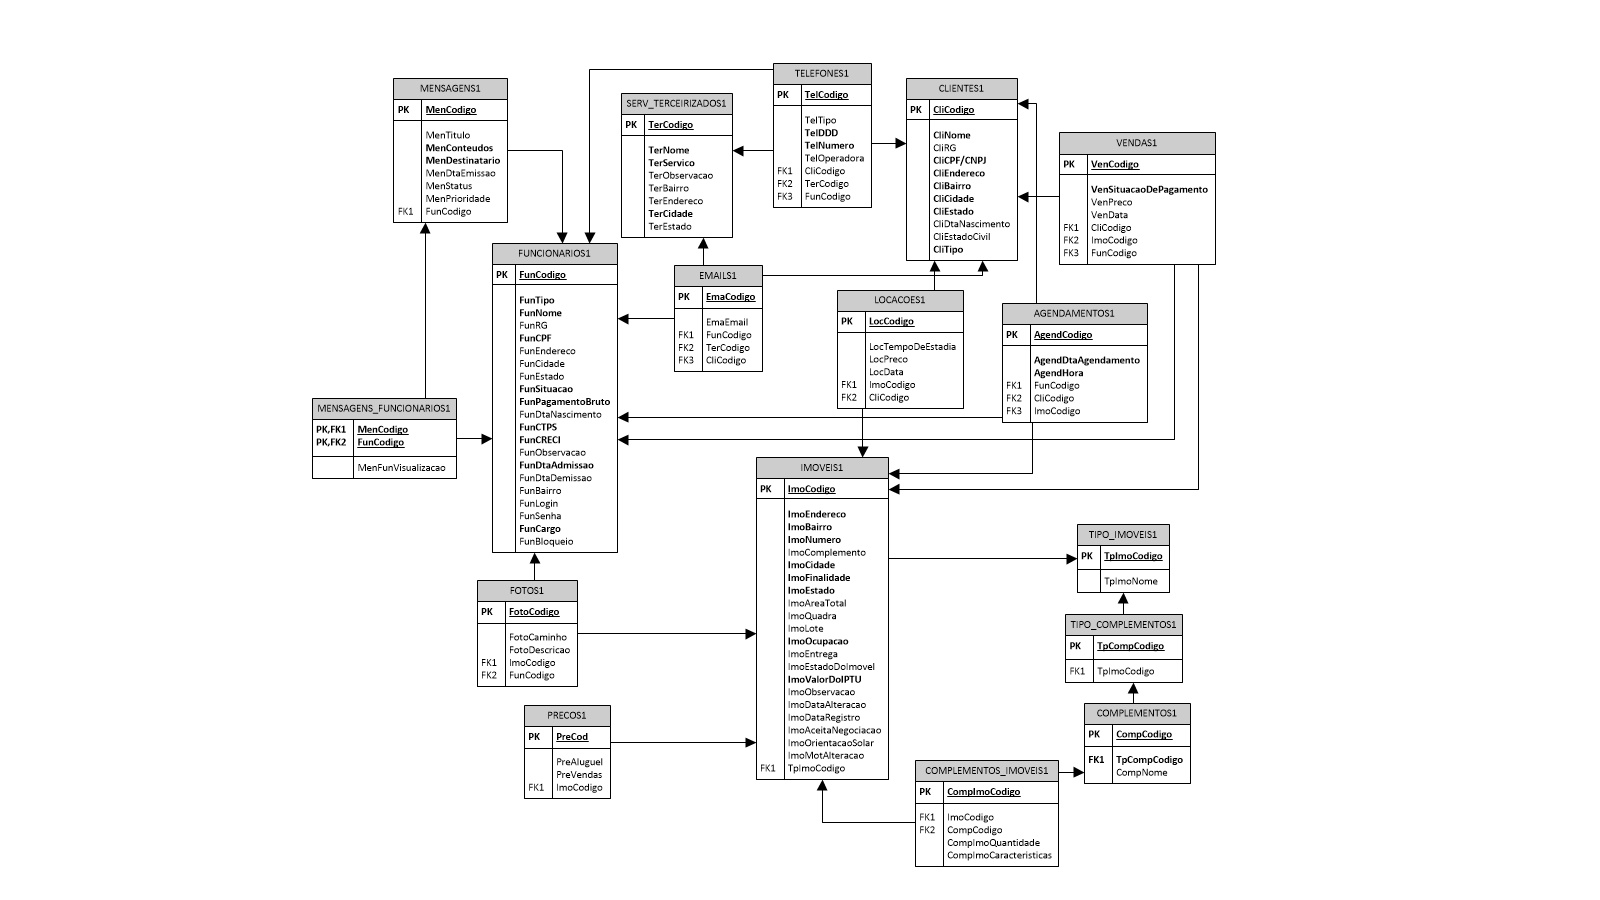 MENSAGENS1
PK MenCodigo
MenTitulo
MenConteudos
MenDestinatario
MenDtaEmissao
MenStatus
MenPrioridade
FK1 FunCodigo
SERV_TERCEIRIZADOS1
PK TerCodigo
TerNome
TerServico
TerObservacao
TerBairro
TerEndereco
TerCidade
TerEstado
TELEFONES1
PK TelCodigo
TelTipo
TelDDD
TelNumero
TelOperadora
FK1 CliCodigo
FK2 TerCodigo
FK3 FunCodigo
CLIENTES1
PK CliCodigo
CliNome
CliRG
CliCPF/CNPJ
CliEndereco
CliBairro
CliCidade
CliEstado
CliDtaNascimento
CliEstadoCivil
CliTipo
VENDAS1
PK VenCodigo
VenSituacaoDePagamento
VenPreco
VenData
FK1 CliCodigo
FK2 ImoCodigo
FK3 FunCodigo
FUNCIONARIOS1
PK FunCodigo
FunTipo
FunNome
FunRG
FunCPF
FunEndereco
FunCidade
FunEstado
FunSituacao
FunPagamentoBruto
FunDtaNascimento
FunCTPS
FunCRECI
FunObservacao
FunDtaAdmissao
FunDtaDemissao
FunBairro
FunLogin
FunSenha
FunCargo
FunBloqueio
EMAILS1
PK EmaCodigo
EmaEmail
FK1 FunCodigo
FK2 TerCodigo
FK3 CliCodigo
LOCACOES1
PK LocCodigo
LocTempoDeEstadia
LocPreco
LocData
FK1 ImoCodigo
FK2 CliCodigo
AGENDAMENTOS1
PK AgendCodigo
AgendDtaAgendamento
AgendHora
FK1 FunCodigo
FK2 CliCodigo
FK3 ImoCodigo
MENSAGENS_FUNCIONARIOS1
PK,FK1 MenCodigo
PK,FK2 FunCodigo
MenFunVisualizacao
IMOVEIS1
PK ImoCodigo
ImoEndereco
ImoBairro
ImoNumero
ImoComplemento
ImoCidade
ImoFinalidade
ImoEstado
ImoAreaTotal
ImoQuadra
ImoLote
ImoOcupacao
ImoEntrega
ImoEstadoDoImovel
ImoValorDoIPTU
ImoObservacao
ImoDataAlteracao
ImoDataRegistro
ImoAceitaNegociacao
ImoOrientacaoSolar
ImoMotAlteracao
FK1 TpImoCodigo
TIPO_IMOVEIS1
PK TpImoCodigo
TpImoNome
FOTOS1
PK FotoCodigo
FotoCaminho
FotoDescricao
FK1 ImoCodigo
FK2 FunCodigo
TIPO_COMPLEMENTOS1
PK TpCompCodigo
FK1 TpImoCodigo
PRECOS1
PK PreCod
PreAluguel
PreVendas
FK1 ImoCodigo
COMPLEMENTOS1
PK CompCodigo
FK1 TpCompCodigo
CompNome
COMPLEMENTOS_IMOVEIS1
PK CompImoCodigo
FK1 ImoCodigo
FK2 CompCodigo
CompImoQuantidade
CompImoCaracteristicas